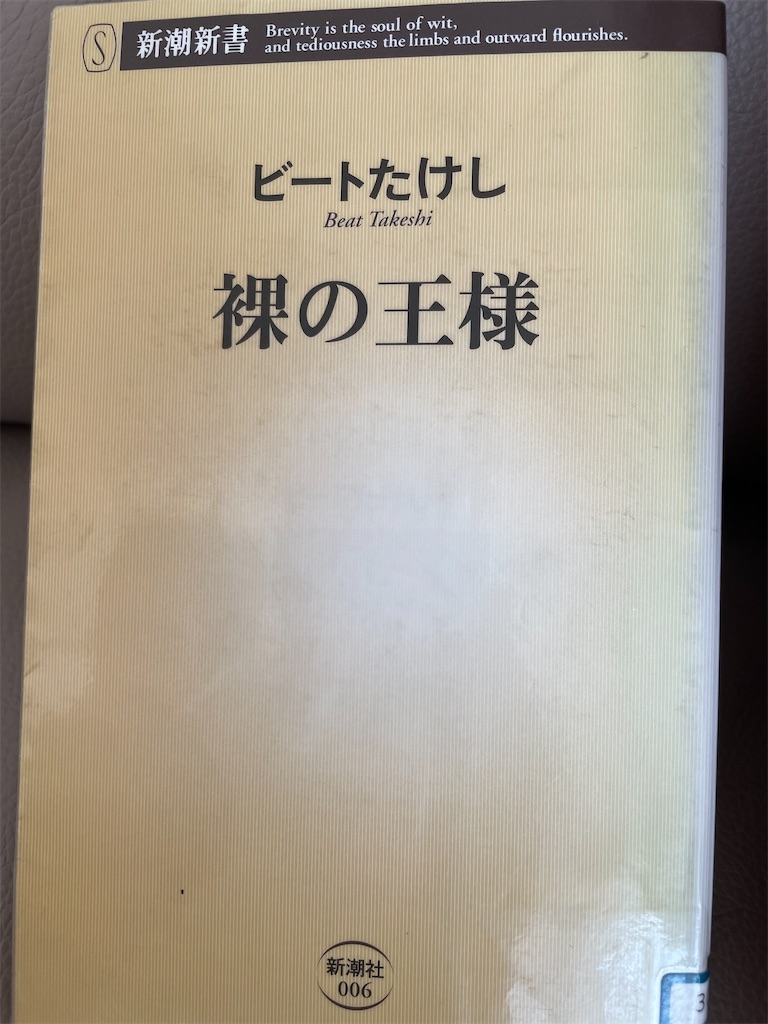 S
新潮新書
Brevity is the soul of wit,
and tediousness the limbs and outward flourishes.
ビートたけし
Beat Takeshi
裸の王様
新潮社
006
3